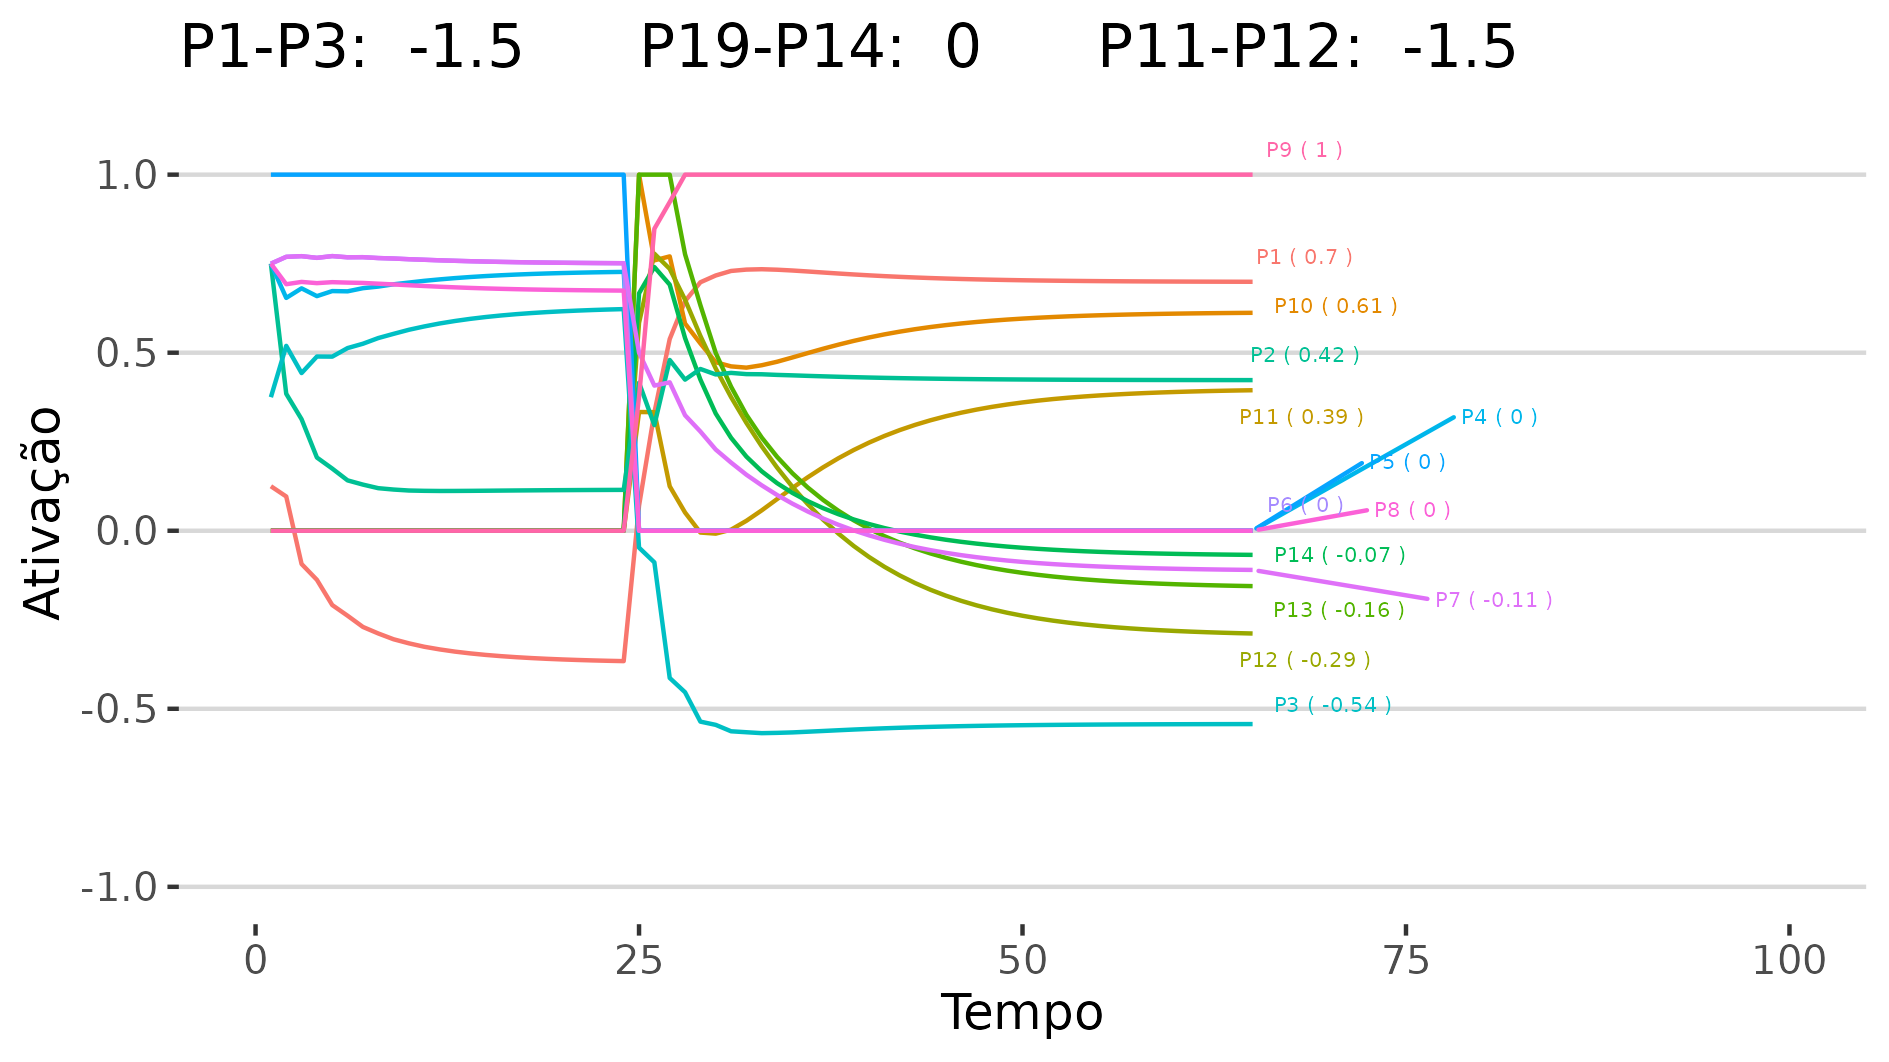 P1-P3:  -1.5    P19-P14:  0    P11-P12:  -1.5
P9 ( 1 )
1.0
P1 ( 0.7 )
P10 ( 0.61 )
0.5
P2 ( 0.42 )
P11 ( 0.39 )
P4 ( 0 )
P5 ( 0 )
P6 ( 0 )
P8 ( 0 )
0.0
P14 ( -0.07 )
P7 ( -0.11 )
P13 ( -0.16 )
P12 ( -0.29 )
P3 ( -0.54 )
-0.5
-1.0
Ativação
0 25 50 75 100
Tempo